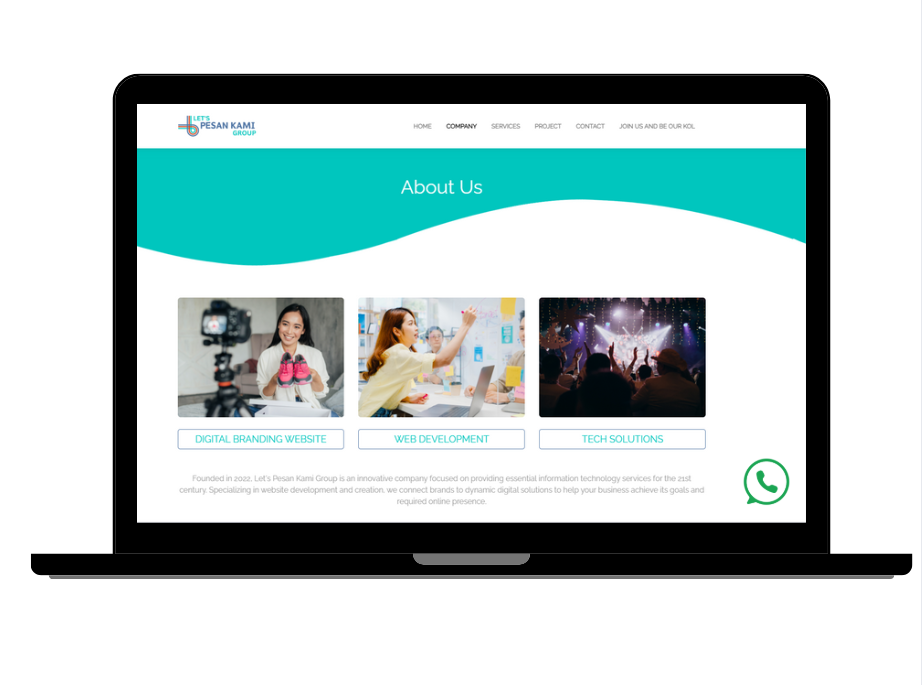 LET'S
PESAN KAMI
GROUP
HOME COMPANY SERVICES PROJECT CONTACT JOIN US AND BE OUR KOL
About Us
DIGITAL BRANDING WEBSITE
WEB DEVELOPMENT
TECH SOLUTIONS
Founded in 2022, Let's Pesan Kami Group is an innovative company focused on providing essential information technology services for the 21st
century. Specializing in website development and creation, we connect brands to dynamic digital solutions to help your business achieve its goals and
required online presence.